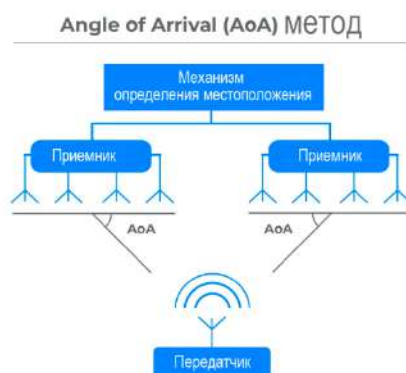 Angle of Arrival (AoA) метод
Механизм
определения местоположения
Приемник
Приемник
AoA
AoA
Передатчик